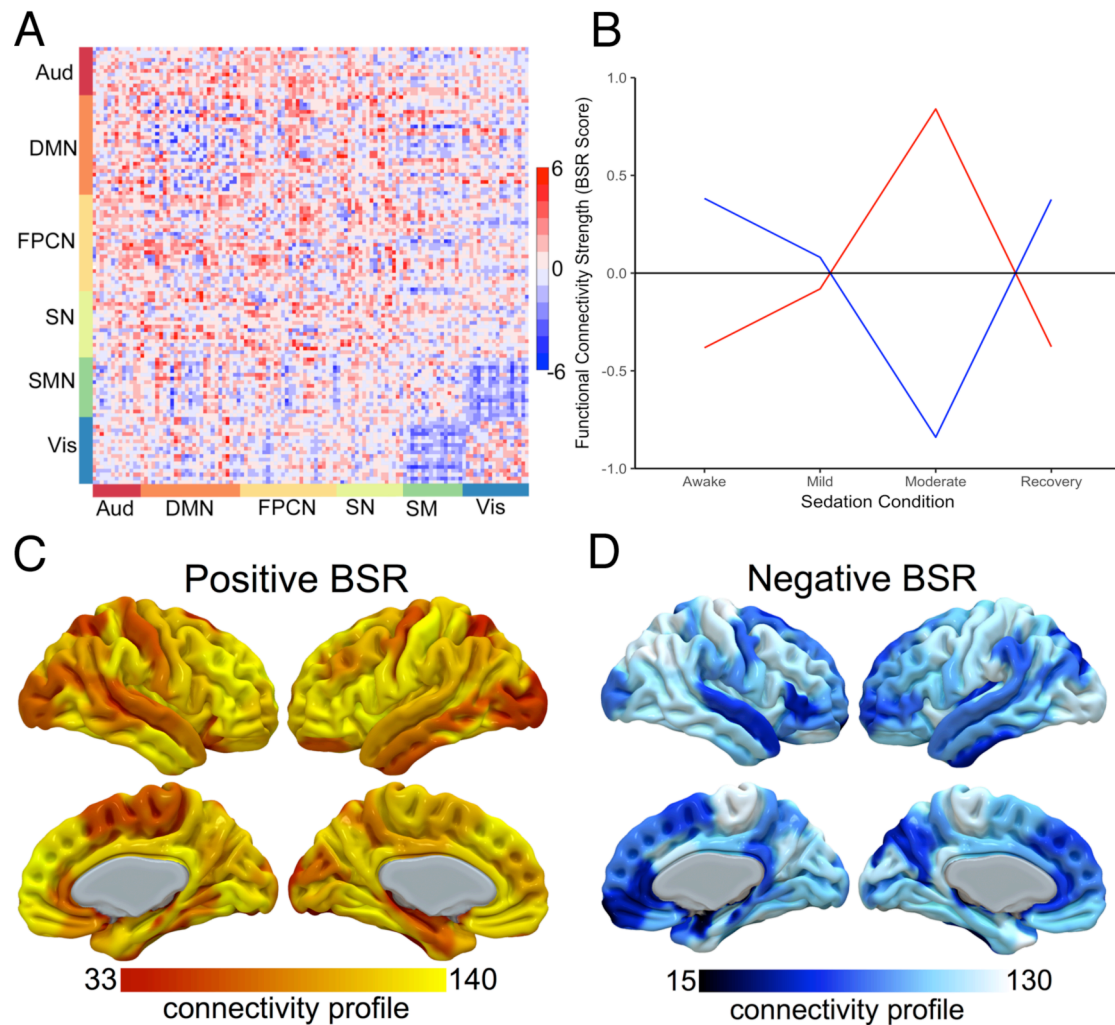 A
Aud
DMN
FPCN
SN
SMN
Vis
Aud DMN FPCN SN SM Vis
6
0
-6
B
Functional Connectivity Strength (BSR Score)
1.0
0.5
0.0
-0.5
-1.0
Awake Mild Moderate Recovery
Sedation Condition
C
Positive BSR
33 140
connectivity profile
D
Negative BSR
15 130
connectivity profile